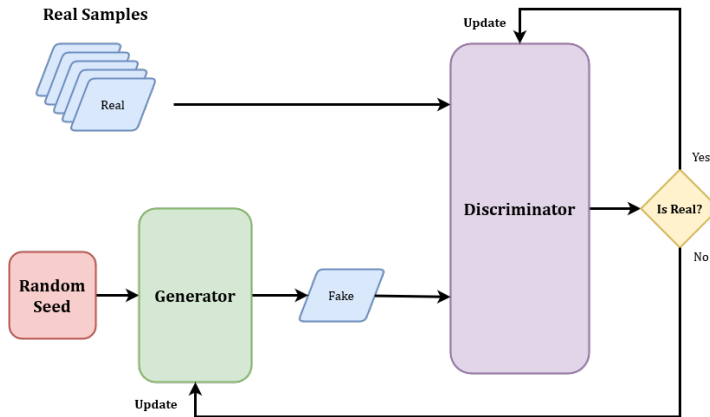 Real Samples
Update
Real
Yes
Discriminator
Is Real?
No
Random
Seed
Generator
Fake
Update